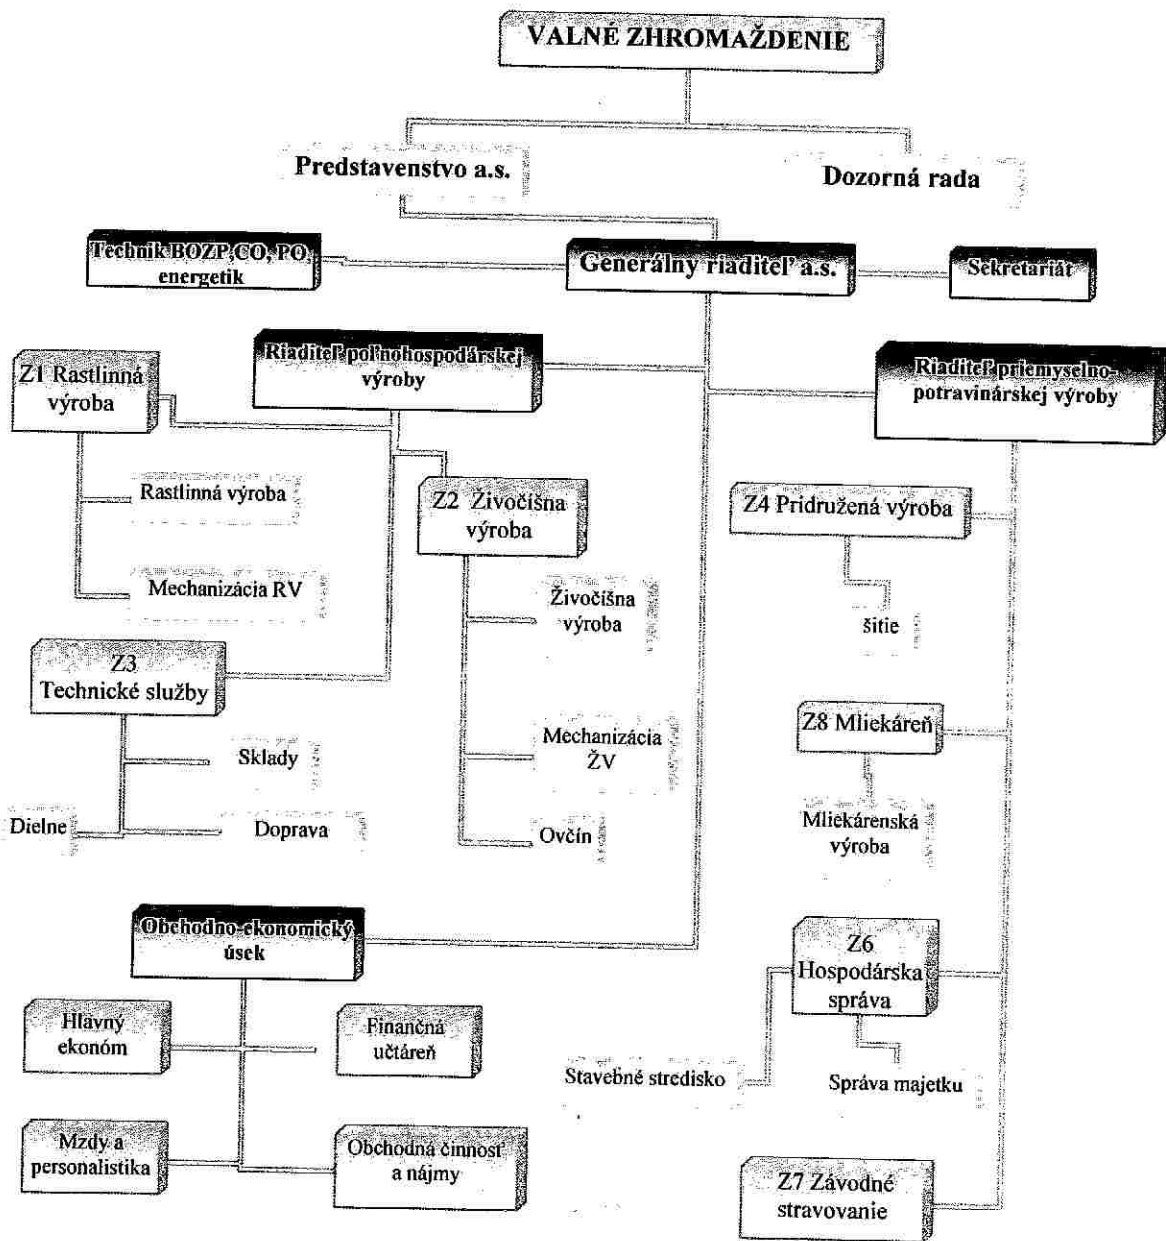 VALNÉ ZHROMAŽDENIE
Predstavenstvo a.s.
Dozorná rada
Technik BOZP,CO, PO,
energetik
Generálny riaditeľ a.s.
Sekretariát
Riaditeľ poľnohospodárskej
výroby
Riaditeľ priemyselno-
potravinárskej výroby
Z1 Rastlinná
výroba
Rastlinná výroba
Mechanizácia RV
Z2 Živočíšna
výroba
Živočíšna
výroba
Mechanizácia
ŽV
Ovčín
Z3
Technické služby
Sklady
Dielne
Doprava
Z4 Pridružená výroba
šitie
Z8 Mliekáreň
Mliekárenská
výroba
Z6
Hospodárska
správa
Stavebné stredisko
Správa majetku
Z7 Závodné
stravovanie
Obchodno-ekonomický
úsek
Hlavný
ekonóm
Finančná
učtáreň
Mzdy a
personalistika
Obchodná činnosť
a nájmy